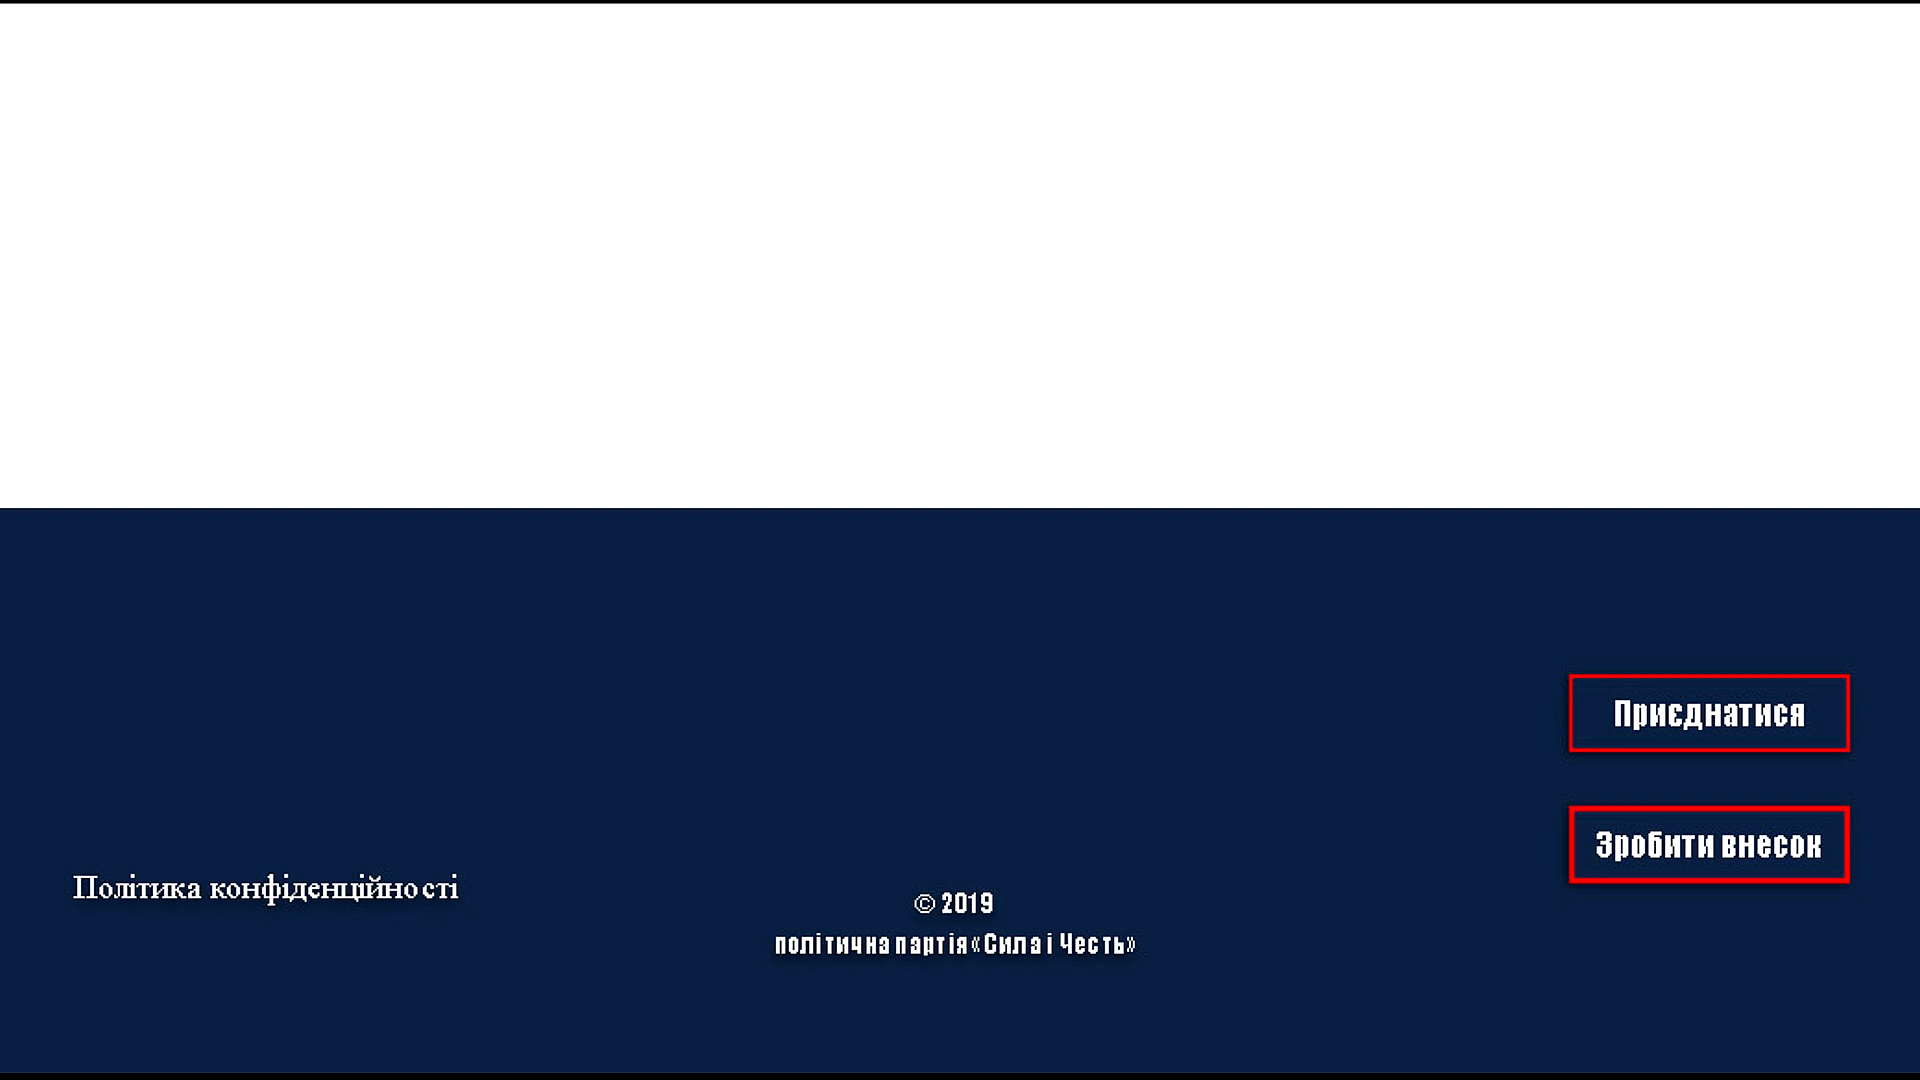 Приєднатися
Зробити внесок
Політика конфіденційності
© 2019
політична партія «Сила і Честь»